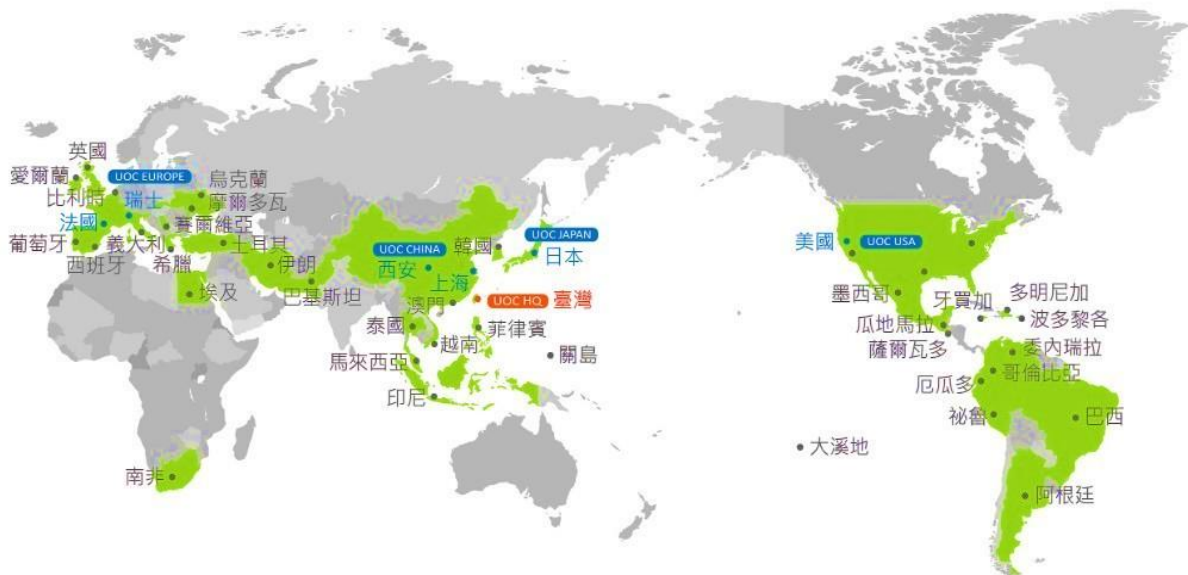 英國
愛爾蘭
UOC EUROPE
烏克蘭
比利時
瑞士
摩爾多瓦
法國
賽爾維亞
葡萄牙
義大利
土耳其
西班牙
希臘
伊朗
埃及
巴基斯坦
UOC CHINA
西安
上海
韓國
UOC JAPAN
日本
澳門
UOC HQ
臺灣
泰國
菲律賓
越南
關島
馬來西亞
印尼
南非
美國
UOC USA
墨西哥
牙買加
多明尼加
瓜地馬拉
波多黎各
薩爾瓦多
委內瑞拉
哥倫比亞
厄瓜多
祕魯
巴西
大溪地
阿根廷